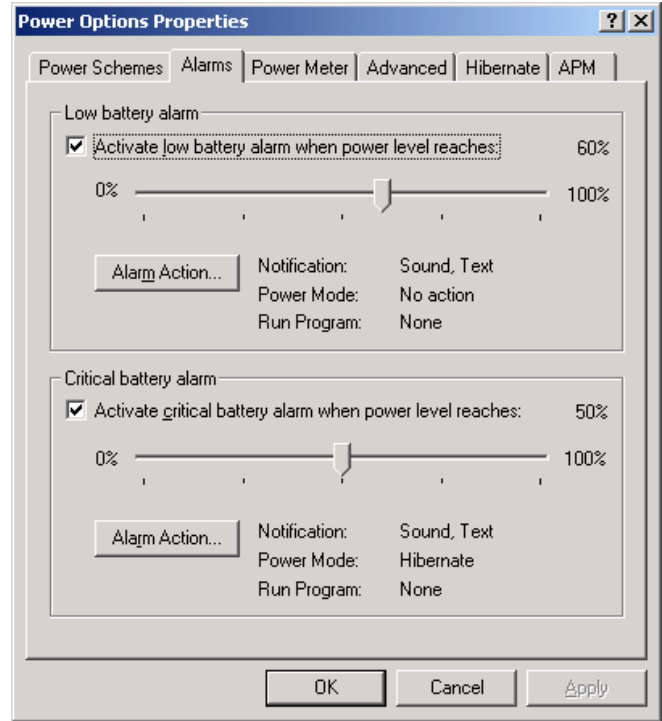 Power Options Properties
Power Schemes Alarms Power Meter Advanced Hibernate APM
Low battery alarm
Activate low battery alarm when power level reaches: 60%
0% 100%
Alarm Action... Notification: Sound, Text
Power Mode: No action
Run Program: None
Critical battery alarm
Activate critical battery alarm when power level reaches: 50%
0% 100%
Alarm Action... Notification: Sound, Text
Power Mode: Hibernate
Run Program: None
OK Cancel Apply